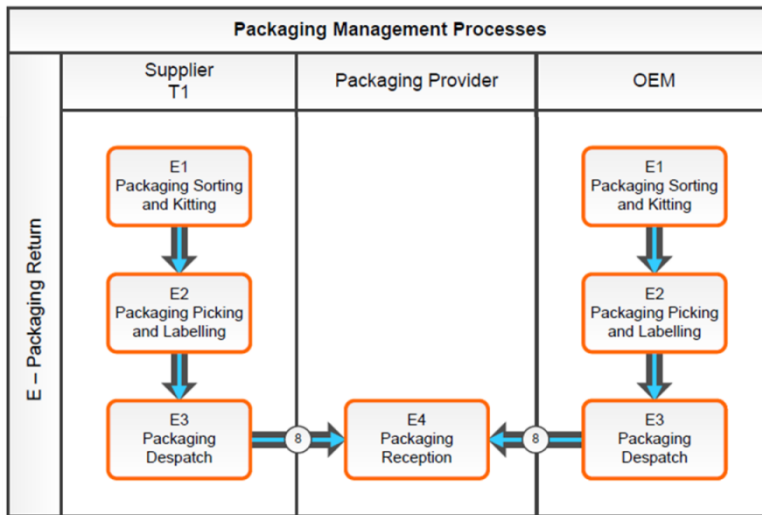 Packaging Management Processes
Supplier
T1
Packaging Provider
OEM
E – Packaging Return
E1
Packaging Sorting
and Kitting
E1
Packaging Sorting
and Kitting
E2
Packaging Picking
and Labelling
E2
Packaging Picking
and Labelling
E3
Packaging
Despatch
8
E4
Packaging
Reception
8
E3
Packaging
Despatch